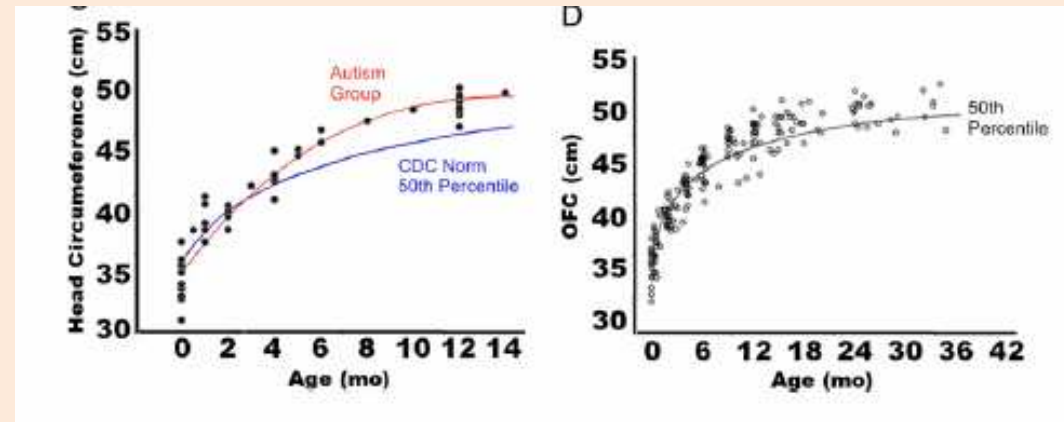 D
Head Circumeference (cm)
55
50
45
40
35
30
Autism
Group
CDC Norm
50th Percentile
0 2 4 6 8 10 12 14
Age (mo)
OFC (cm)
55
50
45
40
35
30
50th
Percentile
0 6 12 18 24 30 36 42
Age (mo)